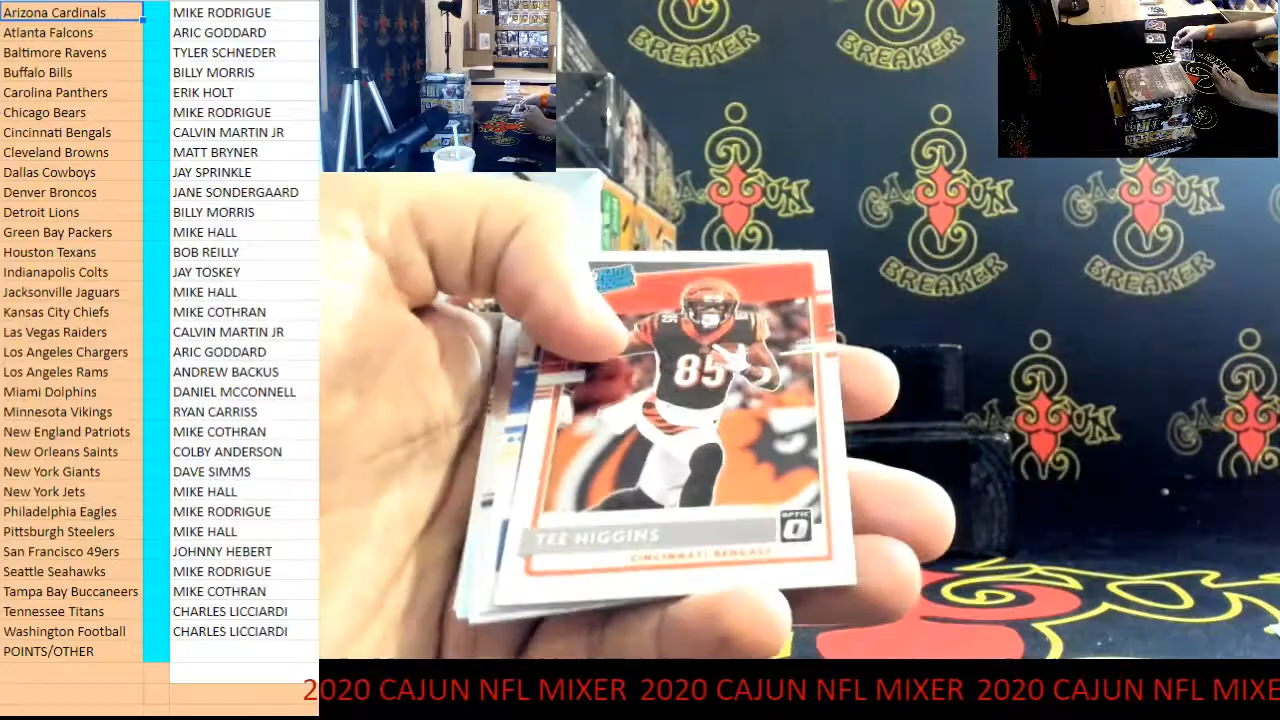 Arizona Cardinals MIKE RODRIGUE
Atlanta Falcons ARIC GODDARD
Baltimore Ravens TYLER SCHNEDER
Buffalo Bills BILLY MORRIS
Carolina Panthers ERIK HOLT
Chicago Bears MIKE RODRIGUE
Cincinnati Bengals CALVIN MARTIN JR
Cleveland Browns MATT BRYNER
Dallas Cowboys JAY SPRINKLE
Denver Broncos JANE SONDERGAARD
Detroit Lions BILLY MORRIS
Green Bay Packers MIKE HALL
Houston Texans BOB REILLY
Indianapolis Colts JAY TOSKEY
Jacksonville Jaguars MIKE HALL
Kansas City Chiefs MIKE COTHRAN
Las Vegas Raiders CALVIN MARTIN JR
Los Angeles Chargers ARIC GODDARD
Los Angeles Rams ANDREW BACKUS
Miami Dolphins DANIEL MCCONNELL
Minnesota Vikings RYAN CARRISS
New England Patriots MIKE COTHRAN
New Orleans Saints COLBY ANDERSON
New York Giants DAVE SIMMS
New York Jets MIKE HALL
Philadelphia Eagles MIKE RODRIGUE
Pittsburgh Steelers MIKE HALL
San Francisco 49ers JOHNNY HEBERT
Seattle Seahawks MIKE RODRIGUE
Tampa Bay Buccaneers MIKE COTHRAN
Tennessee Titans CHARLES LICCIARDI
Washington Football CHARLES LICCIARDI
POINTS/OTHER
BREAKER
BREAKER
CAJUN
CAJUN
CAJUN
BREAKER
BREAKER
85
OPTIC
TEE HIGGINS
CINCINNATI BENGALS
2020 CAJUN NFL MIXER 2020 CAJUN NFL MIXER 2020 CAJUN NFL MIXE